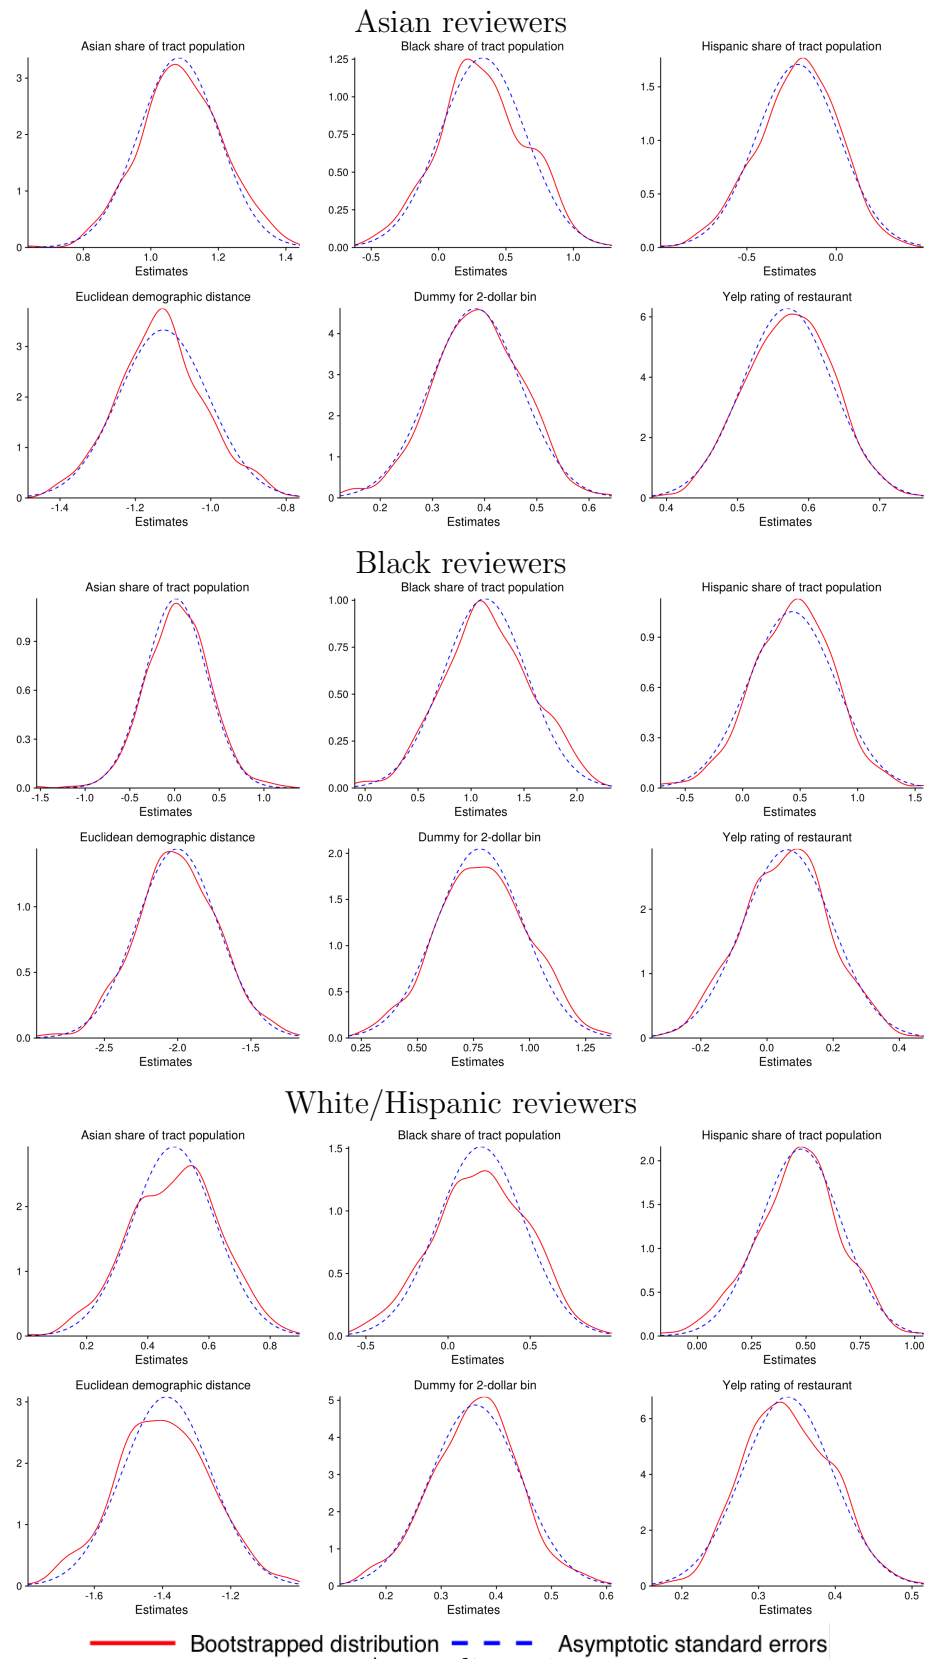 Asian reviewers
Asian share of tract population Black share of tract population Hispanic share of tract population
3
2
1
0
0.8 1.0 1.2 1.4
Estimates
1.25
1.00
0.75
0.50
0.25
0.00
-0.5 0.0 0.5 1.0
Estimates
1.5
1.0
0.5
0.0
-0.5 0.0
Estimates
Euclidean demographic distance Dummy for 2-dollar bin Yelp rating of restaurant
3
2
1
0
-1.4 -1.2 -1.0 -0.8
Estimates
4
3
2
1
0
0.2 0.3 0.4 0.5 0.6
Estimates
6
4
2
0
0.4 0.5 0.6 0.7
Estimates
Black reviewers
Asian share of tract population Black share of tract population Hispanic share of tract population
0.9
0.6
0.3
0.0
-1.5 -1.0 -0.5 0.0 0.5 1.0
Estimates
1.00
0.75
0.50
0.25
0.00
0.0 0.5 1.0 1.5 2.0
Estimates
0.9
0.6
0.3
0.0
-0.5 0.0 0.5 1.0 1.5
Estimates
Euclidean demographic distance Dummy for 2-dollar bin Yelp rating of restaurant
1.0
0.5
0.0
-2.5 -2.0 -1.5
Estimates
2.0
1.5
1.0
0.5
0.0
0.25 0.50 0.75 1.00 1.25
Estimates
2
1
0
-0.2 0.0 0.2 0.4
Estimates
White/Hispanic reviewers
Asian share of tract population Black share of tract population Hispanic share of tract population
2
1
0
0.2 0.4 0.6 0.8
Estimates
1.5
1.0
0.5
0.0
-0.5 0.0 0.5
Estimates
2.0
1.5
1.0
0.5
0.0
0.00 0.25 0.50 0.75 1.00
Estimates
Euclidean demographic distance Dummy for 2-dollar bin Yelp rating of restaurant
3
2
1
0
-1.6 -1.4 -1.2
Estimates
5
4
3
2
1
0
0.2 0.3 0.4 0.5 0.6
Estimates
6
4
2
0
0.2 0.3 0.4 0.5
Estimates
Bootstrapped distribution Asymptotic standard errors